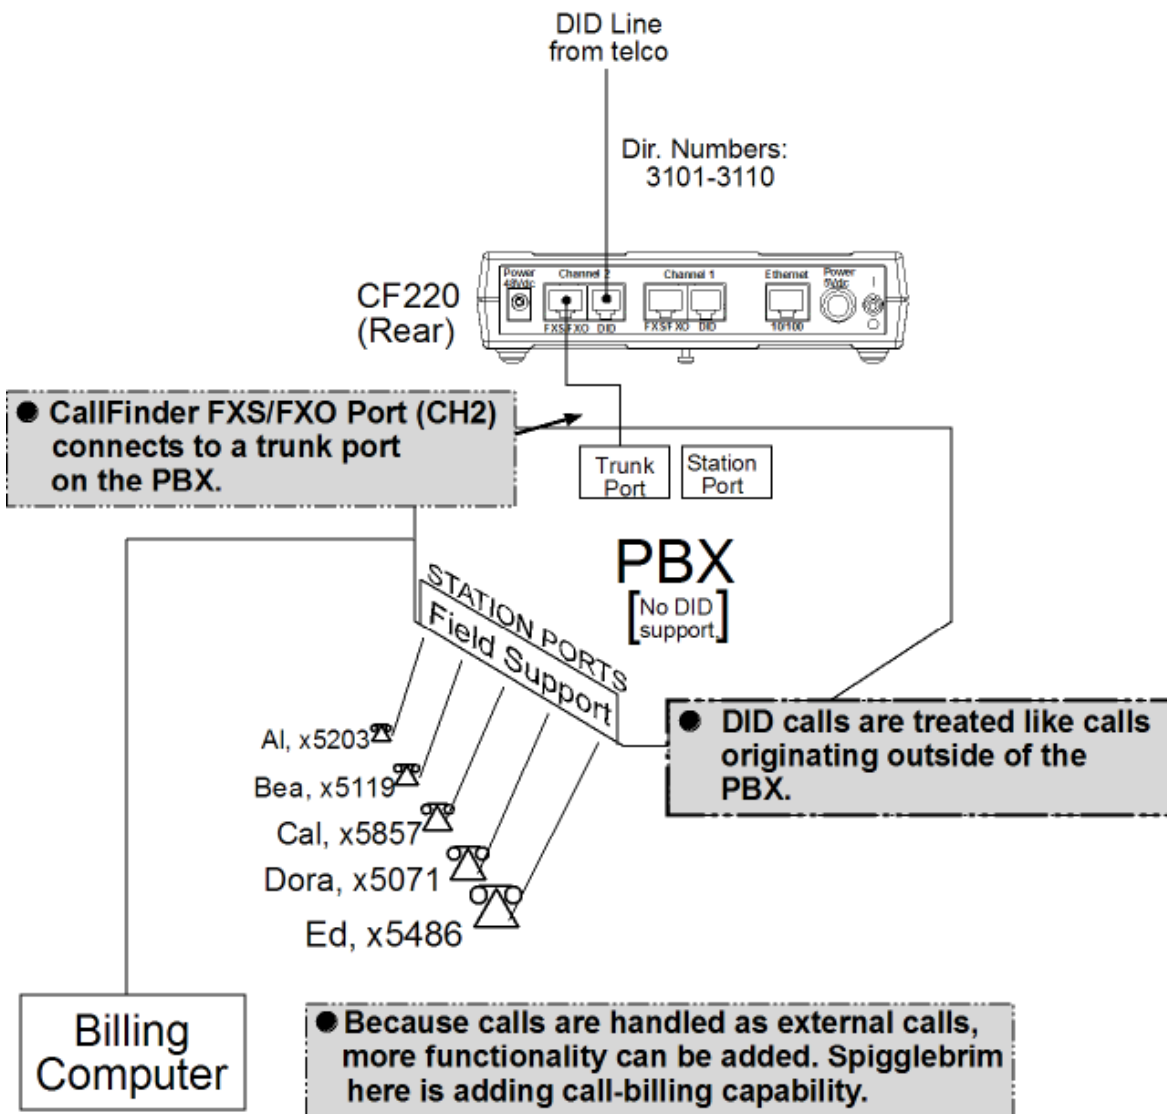 DID Line
from telco
Dir. Numbers:
3101-3110
CF220
(Rear)
Power
48Vdc
Channel 2
Channel 1
Ethernet
Power
5Vdc
I
FXS/FXO DID
FXS/FXO DID
10/100
● CallFinder FXS/FXO Port (CH2)
connects to a trunk port
on the PBX.
Trunk
Port
Station
Port
PBX
[No DID
support]
STATION PORTS
Field Support
● DID calls are treated like calls
originating outside of the
PBX.
Al, x5203
Bea, x5119
Cal, x5857
Dora, x5071
Ed, x5486
Billing
Computer
● Because calls are handled as external calls,
more functionality can be added. Spigglebrim
here is adding call-billing capability.